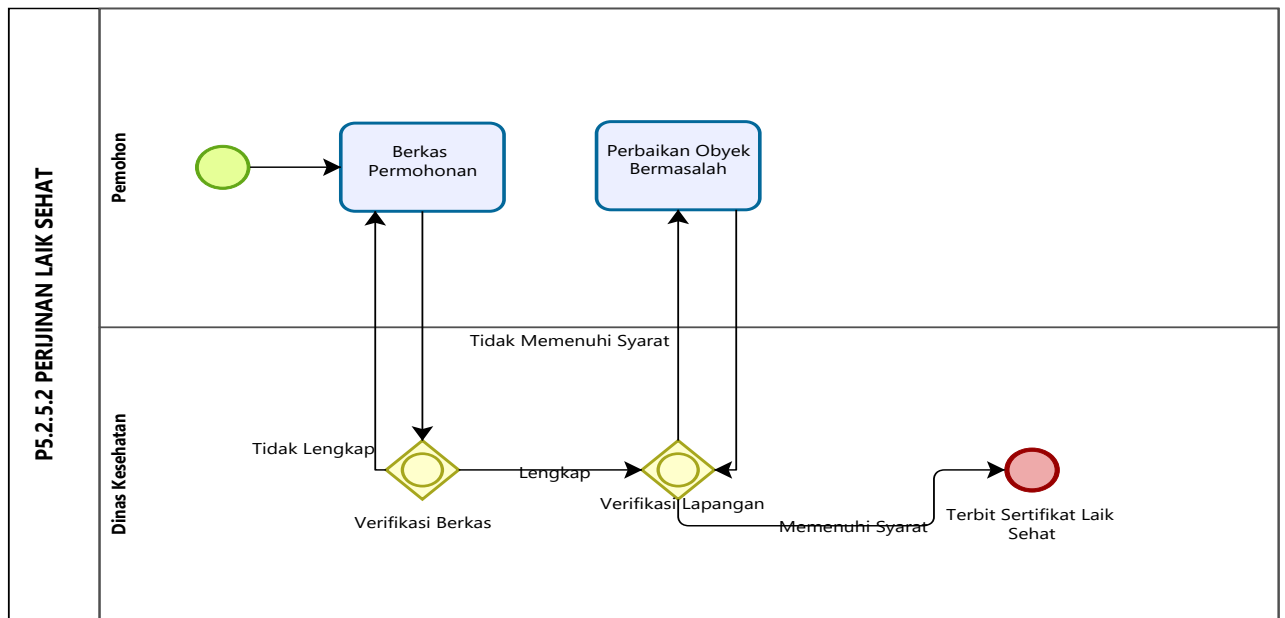 P5.2.5.2 PERIJINAN LAIK SEHAT
Pemohon
Berkas
Permohonan
Perbaikan Obyek
Bermasalah
Dinas Kesehatan
Tidak Memenuhi Syarat
Tidak Lengkap
Lengkap
Verifikasi Berkas
Verifikasi Lapangan
Memenuhi Syarat
Terbit Sertifikat Laik
Sehat